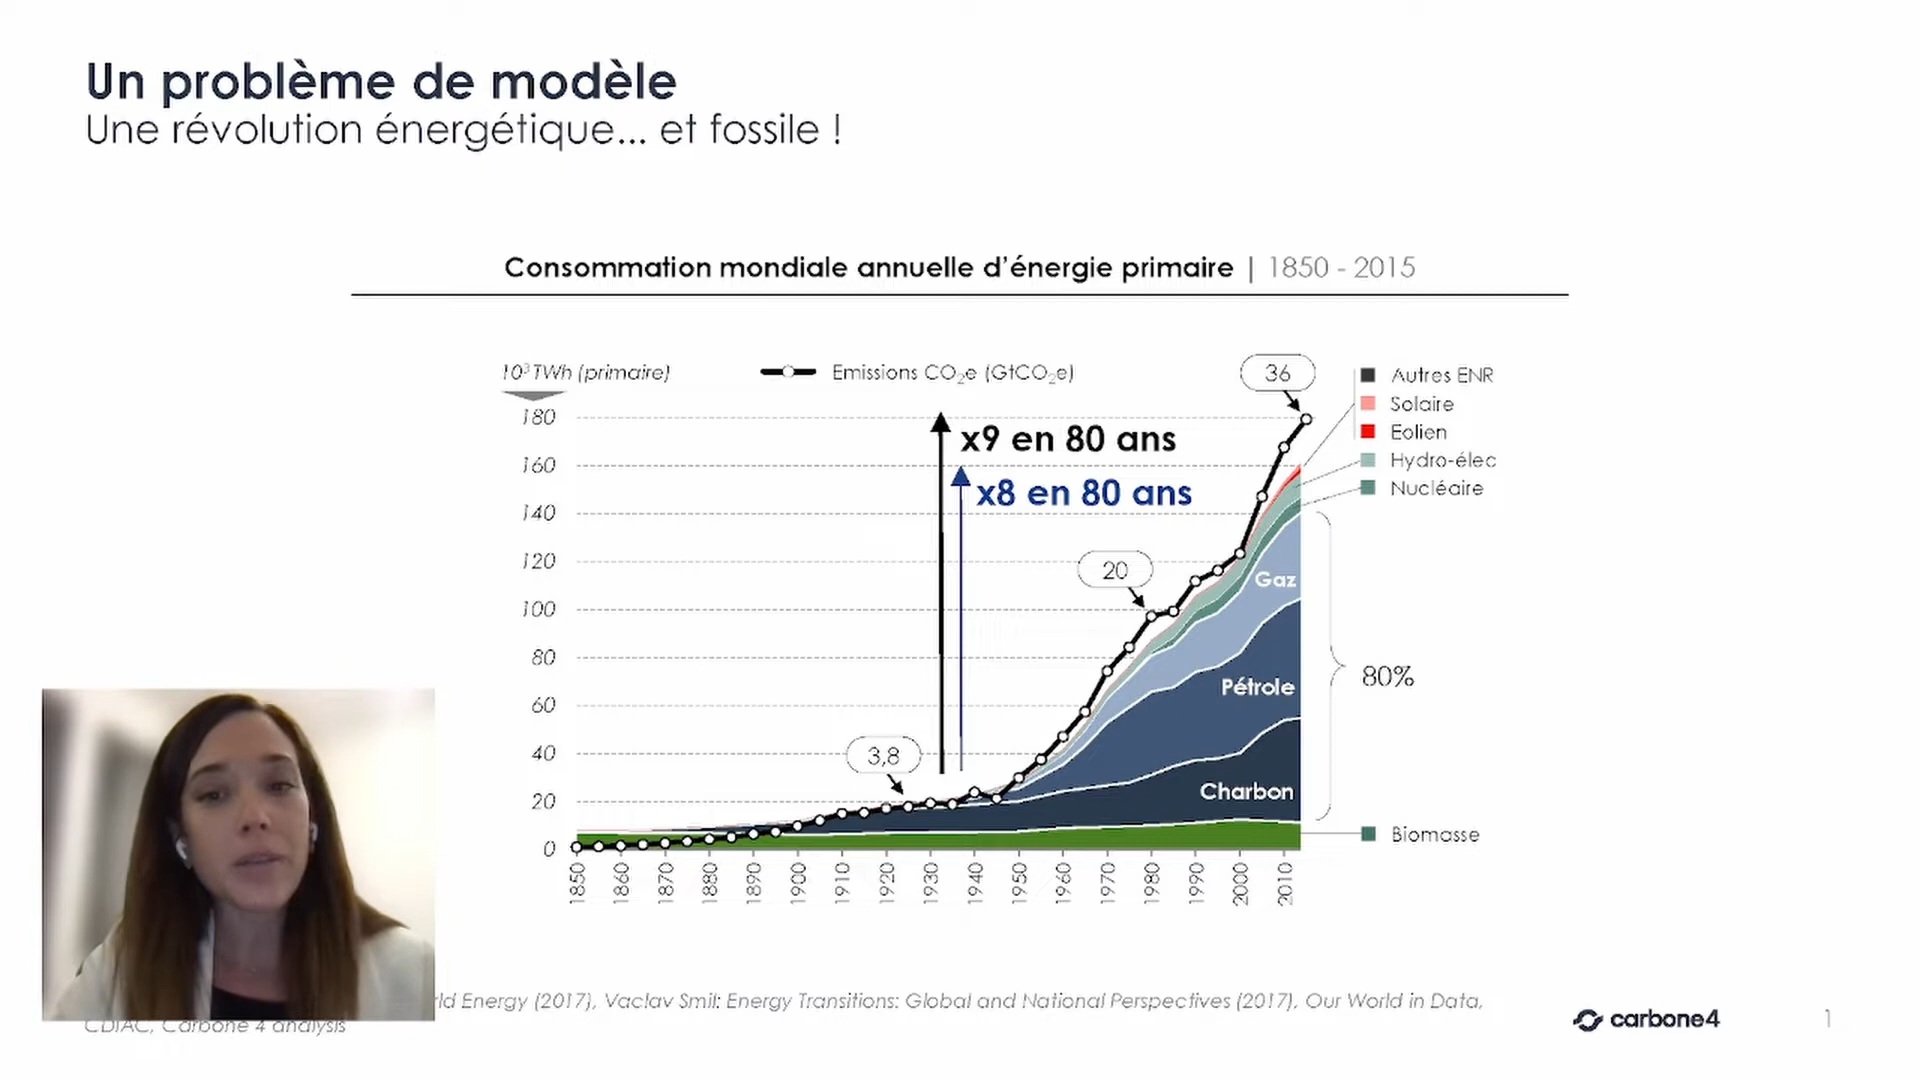 Un problème de modèle
Une révolution énergétique... et fossile !
Consommation mondiale annuelle d'énergie primaire | 1850 - 2015
10³ TWh (primaire)
Emissions CO₂e (GtCO₂e)
36
Autres ENR
Solaire
Eolien
Hydro-élec
Nucléaire
180
160
140
120
100
80
60
40
20
0
x9 en 80 ans
x8 en 80 ans
20
3,8
Gaz
Pétrole
Charbon
80%
Biomasse
1850
1860
1870
1880
1890
1900
1910
1920
1930
1940
1950
1960
1970
1980
1990
2000
2010
Energy (2017), Vaclav Smil: Energy Transitions: Global and National Perspectives (2017). Our World in Data,
CDIAC, Carbone 4 analysis
carbone4
1